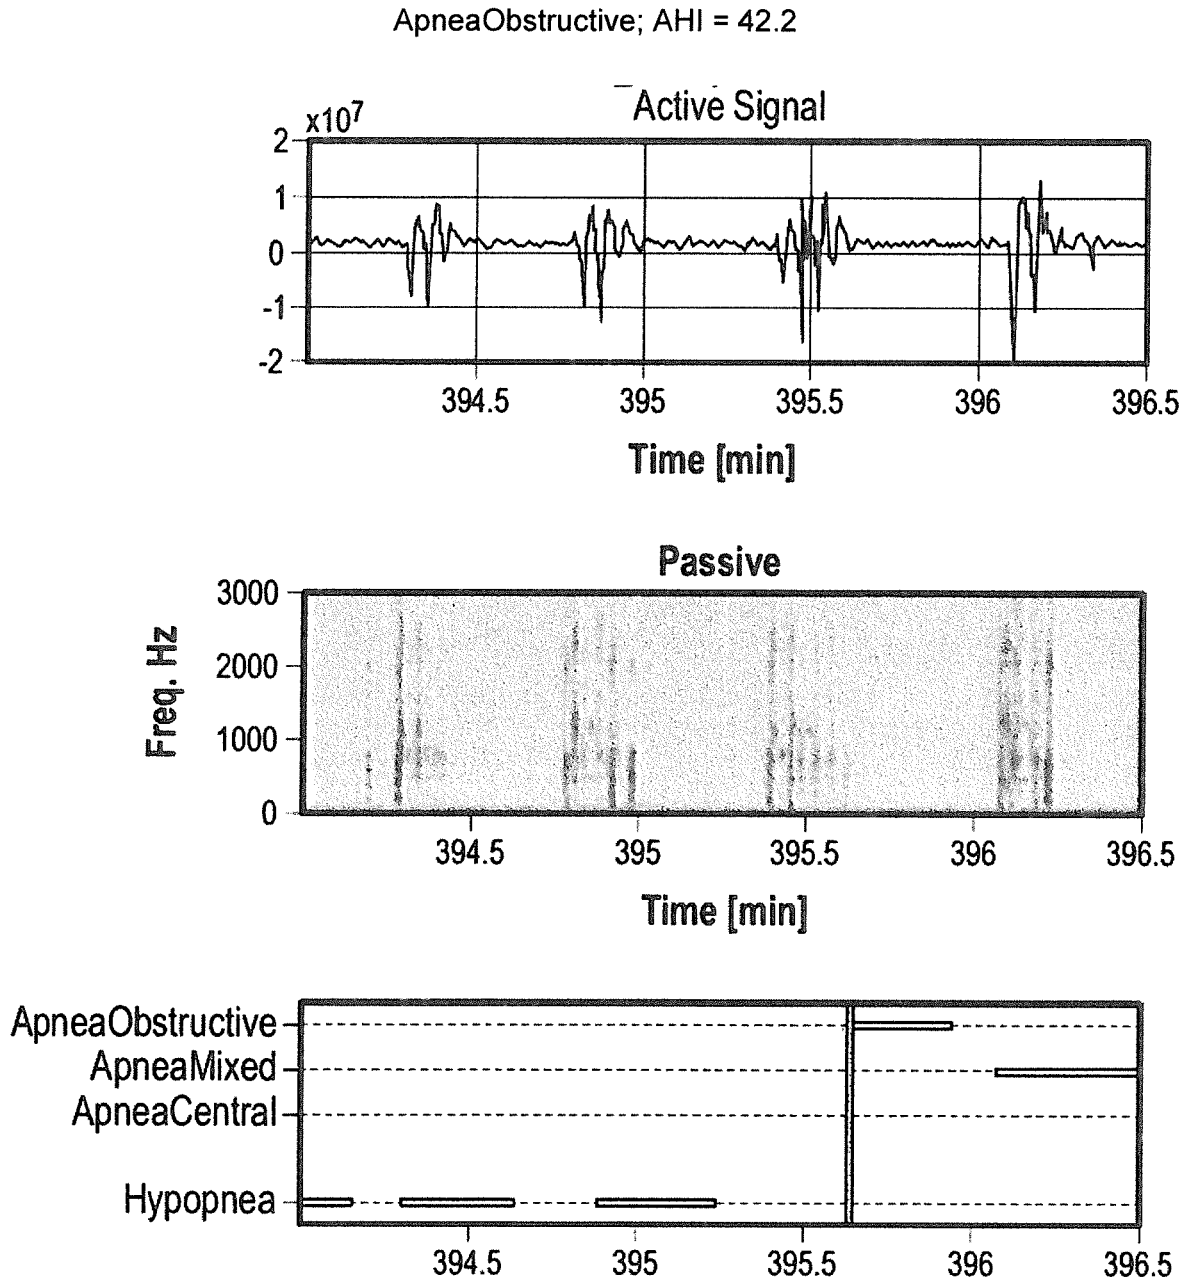 ApneaObstructive; AHI = 42.2
Active Signal
x10⁷
2
1
0
-1
-2
394.5 395 395.5 396 396.5
Time [min]
Passive
Freq. Hz
3000
2000
1000
0
394.5 395 395.5 396 396.5
Time [min]
ApneaObstructive
ApneaMixed
ApneaCentral
Hypopnea
394.5 395 395.5 396 396.5